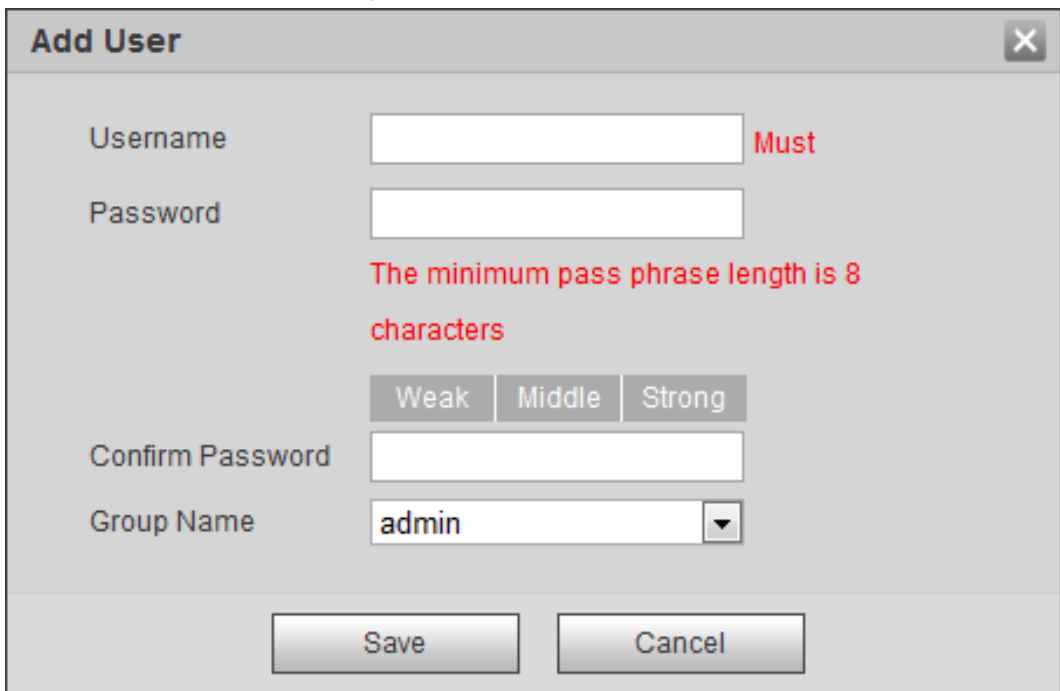 Add User
Username
Must
Password
The minimum pass phrase length is 8
characters
Weak Middle Strong
Confirm Password
Group Name
admin
Save Cancel